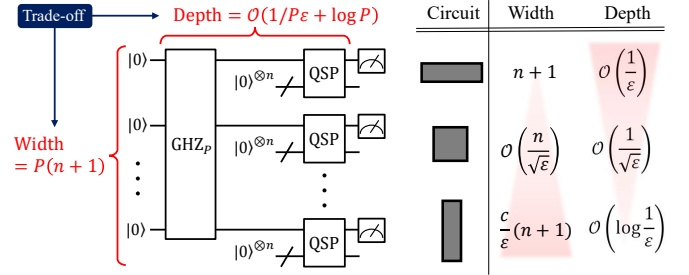 Trade-off
Depth = 𝒪(1/Pε + log P)
Width
= P(n + 1)
|0⟩
|0⟩^⊗n
QSP
GHZ_P
|0⟩
|0⟩^⊗n
QSP
|0⟩
|0⟩^⊗n
QSP
Circuit Width Depth
n + 1 𝒪(1/ε)
𝒪(n/√ε) 𝒪(1/√ε)
c/ε (n + 1) 𝒪(log 1/ε)